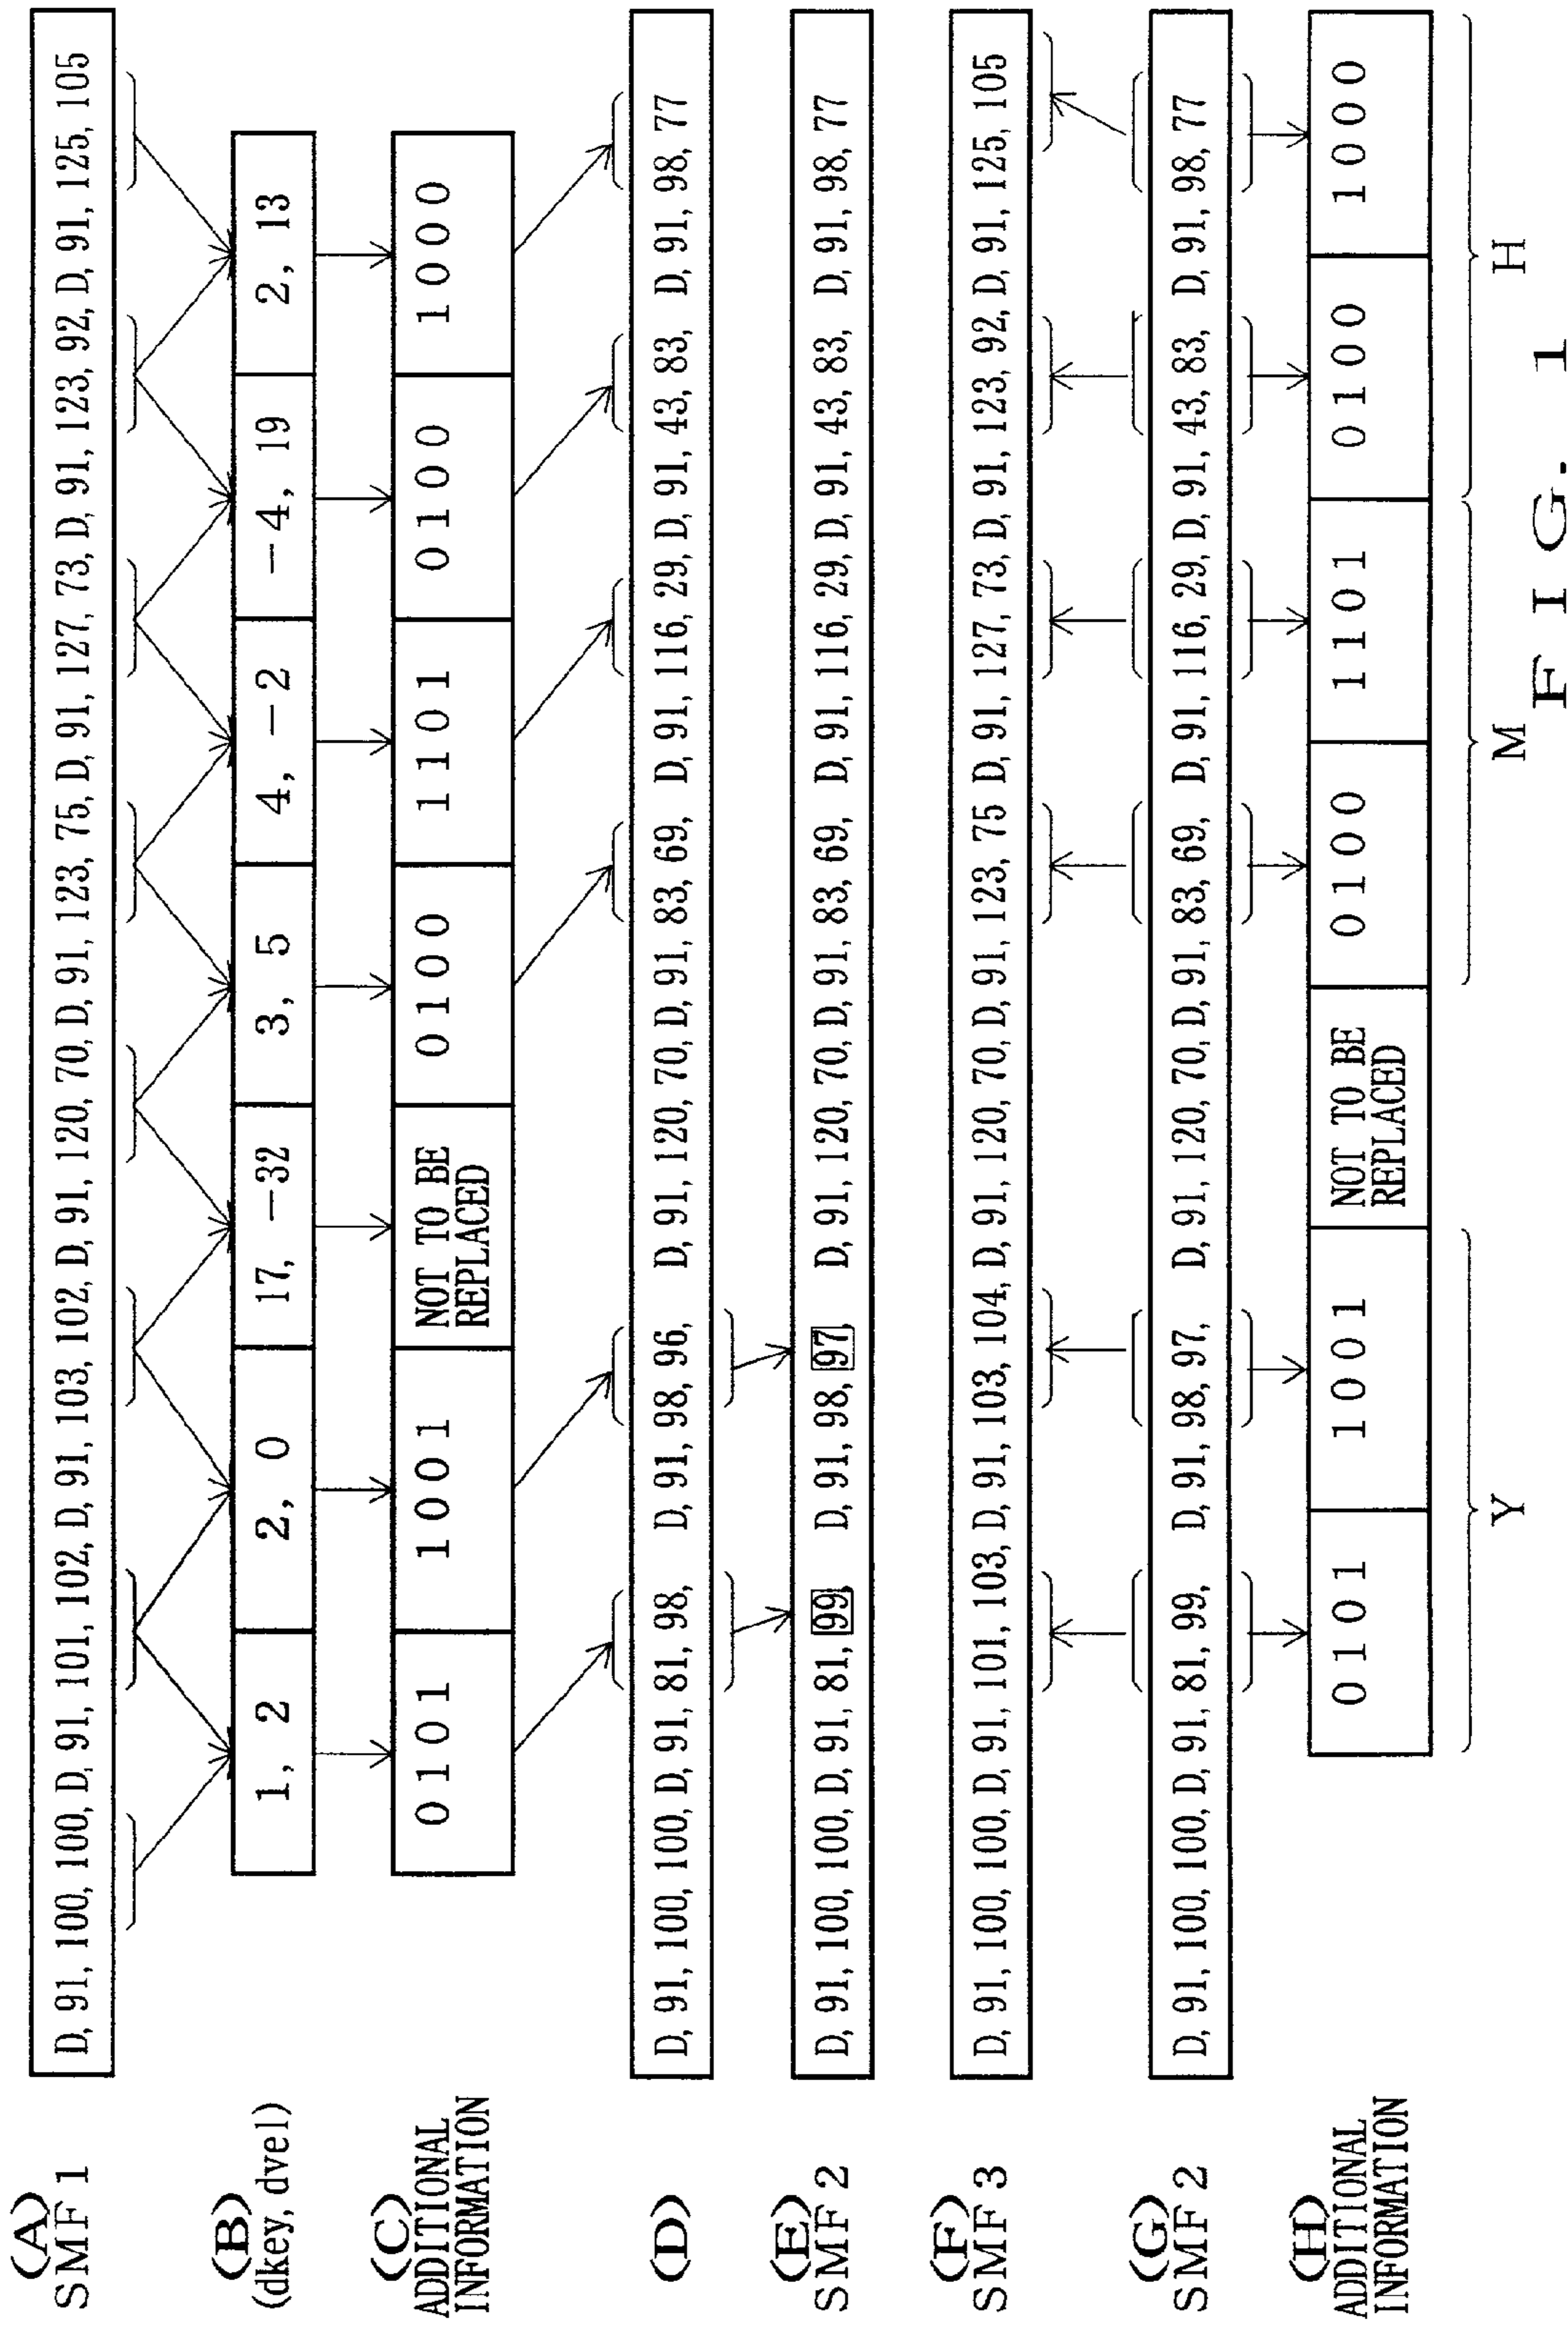 (A)
SMF 1
D, 91, 100, 100, D, 91, 101, 102, D, 91, 103, 102, D, 91, 120, 70, D, 91, 123, 75, D, 91, 127, 73, D, 91, 123, 92, D, 91, 125, 105
(B)
(dkey, dvel)
1, 2
2, 0
17, -32
3, 5
4, -2
-4, 19
2, 13
(C)
ADDITIONAL
INFORMATION
0101
1001
NOT TO BE
REPLACED
0100
1101
0100
1000
(D)
D, 91, 100, 100, D, 91, 81, 98, D, 91, 98, 96, D, 91, 120, 70, D, 91, 83, 69, D, 91, 116, 29, D, 91, 43, 83, D, 91, 98, 77
(E)
SMF 2
D, 91, 100, 100, D, 91, 81, 99, D, 91, 98, 97, D, 91, 120, 70, D, 91, 83, 69, D, 91, 116, 29, D, 91, 43, 83, D, 91, 98, 77
(F)
SMF 3
D, 91, 100, 100, D, 91, 101, 103, D, 91, 103, 104, D, 91, 120, 70, D, 91, 123, 75 D, 91, 127, 73, D, 91, 123, 92, D, 91, 125, 105
(G)
SMF 2
D, 91, 100, 100, D, 91, 81, 99, D, 91, 98, 97, D, 91, 120, 70, D, 91, 83, 69, D, 91, 116, 29, D, 91, 43, 83, D, 91, 98, 77
(H)
ADDITIONAL
INFORMATION
0101
1001
NOT TO BE
REPLACED
0100
1101
0100
1000
Y
M
H
FIG. 1